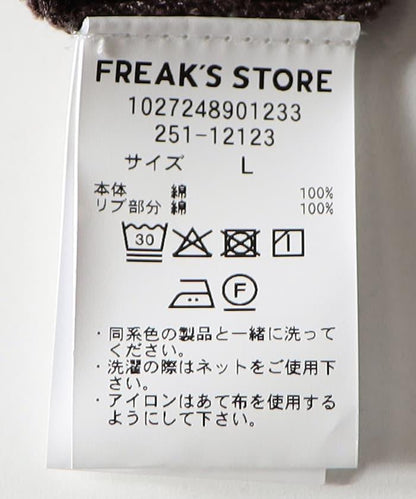 FREAK'S STORE
1027248901233
251-12123
サイズ L
本体 綿 100%
リブ部分 綿 100%
30
F
・同系色の製品と一緒に洗って
ください。
・洗濯の際はネットをご使用下
さい。
・アイロンはあて布を使用する
ようにして下さい。